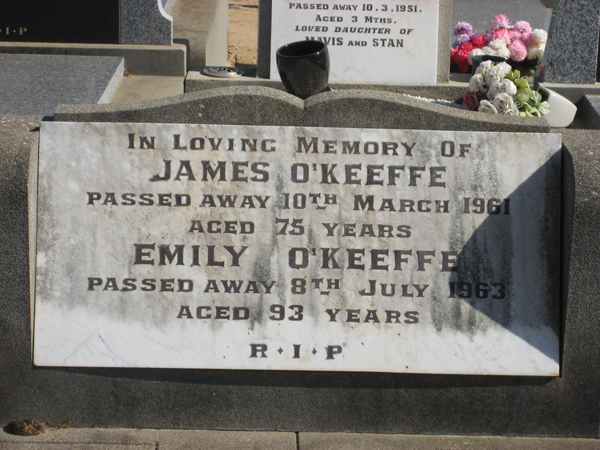 R·I·P
PASSED AWAY 10.3.1951.
AGED 3 MTHS.
LOVED DAUGHTER OF
MAVIS AND STAN
IN LOVING MEMORY OF
JAMES O'KEEFFE
PASSED AWAY 10TH MARCH 1961
AGED 75 YEARS
EMILY O'KEEFFE
PASSED AWAY 8TH JULY 1963
AGED 93 YEARS
R·I·P